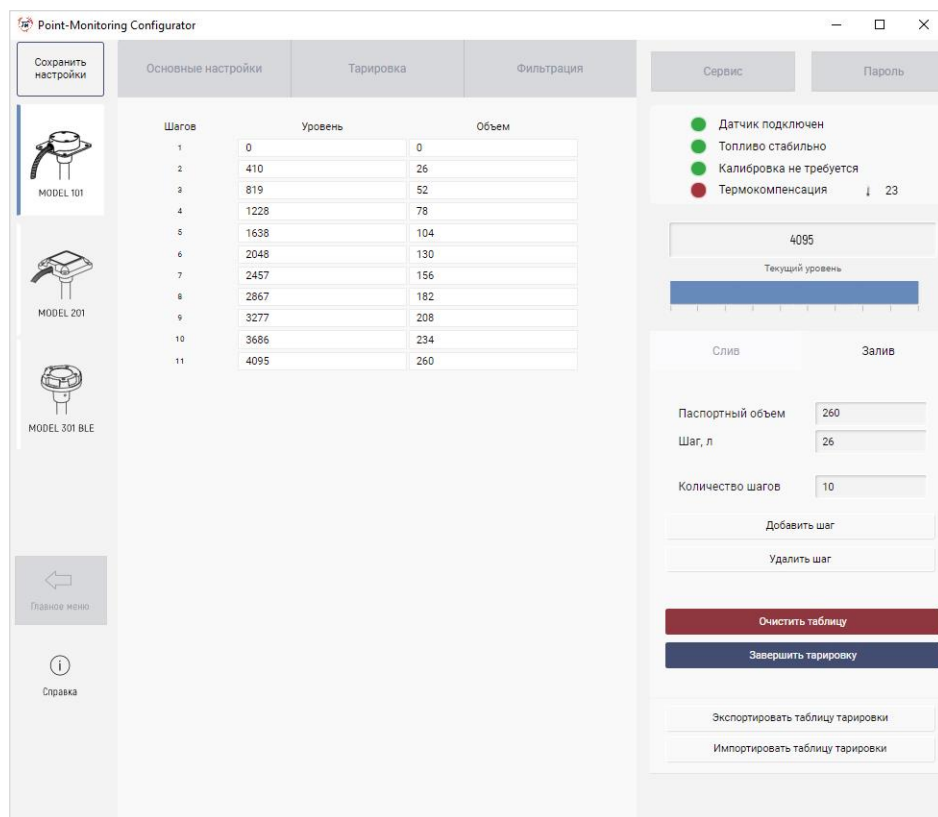 Point-Monitoring Configurator
Сохранить
настройки
Основные настройки
Тарировка
Фильтрация
Сервис
Пароль
MODEL 101
MODEL 201
MODEL 301 BLE
Главное меню
Справка
Шагов Уровень Объем
1 0 0
2 410 26
3 819 52
4 1228 78
5 1638 104
6 2048 130
7 2457 156
8 2867 182
9 3277 208
10 3686 234
11 4095 260
Датчик подключен
Топливо стабильно
Калибровка не требуется
Термокомпенсация ↓ 23
4095
Текущий уровень
Слив
Залив
Паспортный объем 260
Шаг, л 26
Количество шагов 10
Добавить шаг
Удалить шаг
Очистить таблицу
Завершить тарировку
Экспортировать таблицу тарировки
Импортировать таблицу тарировки